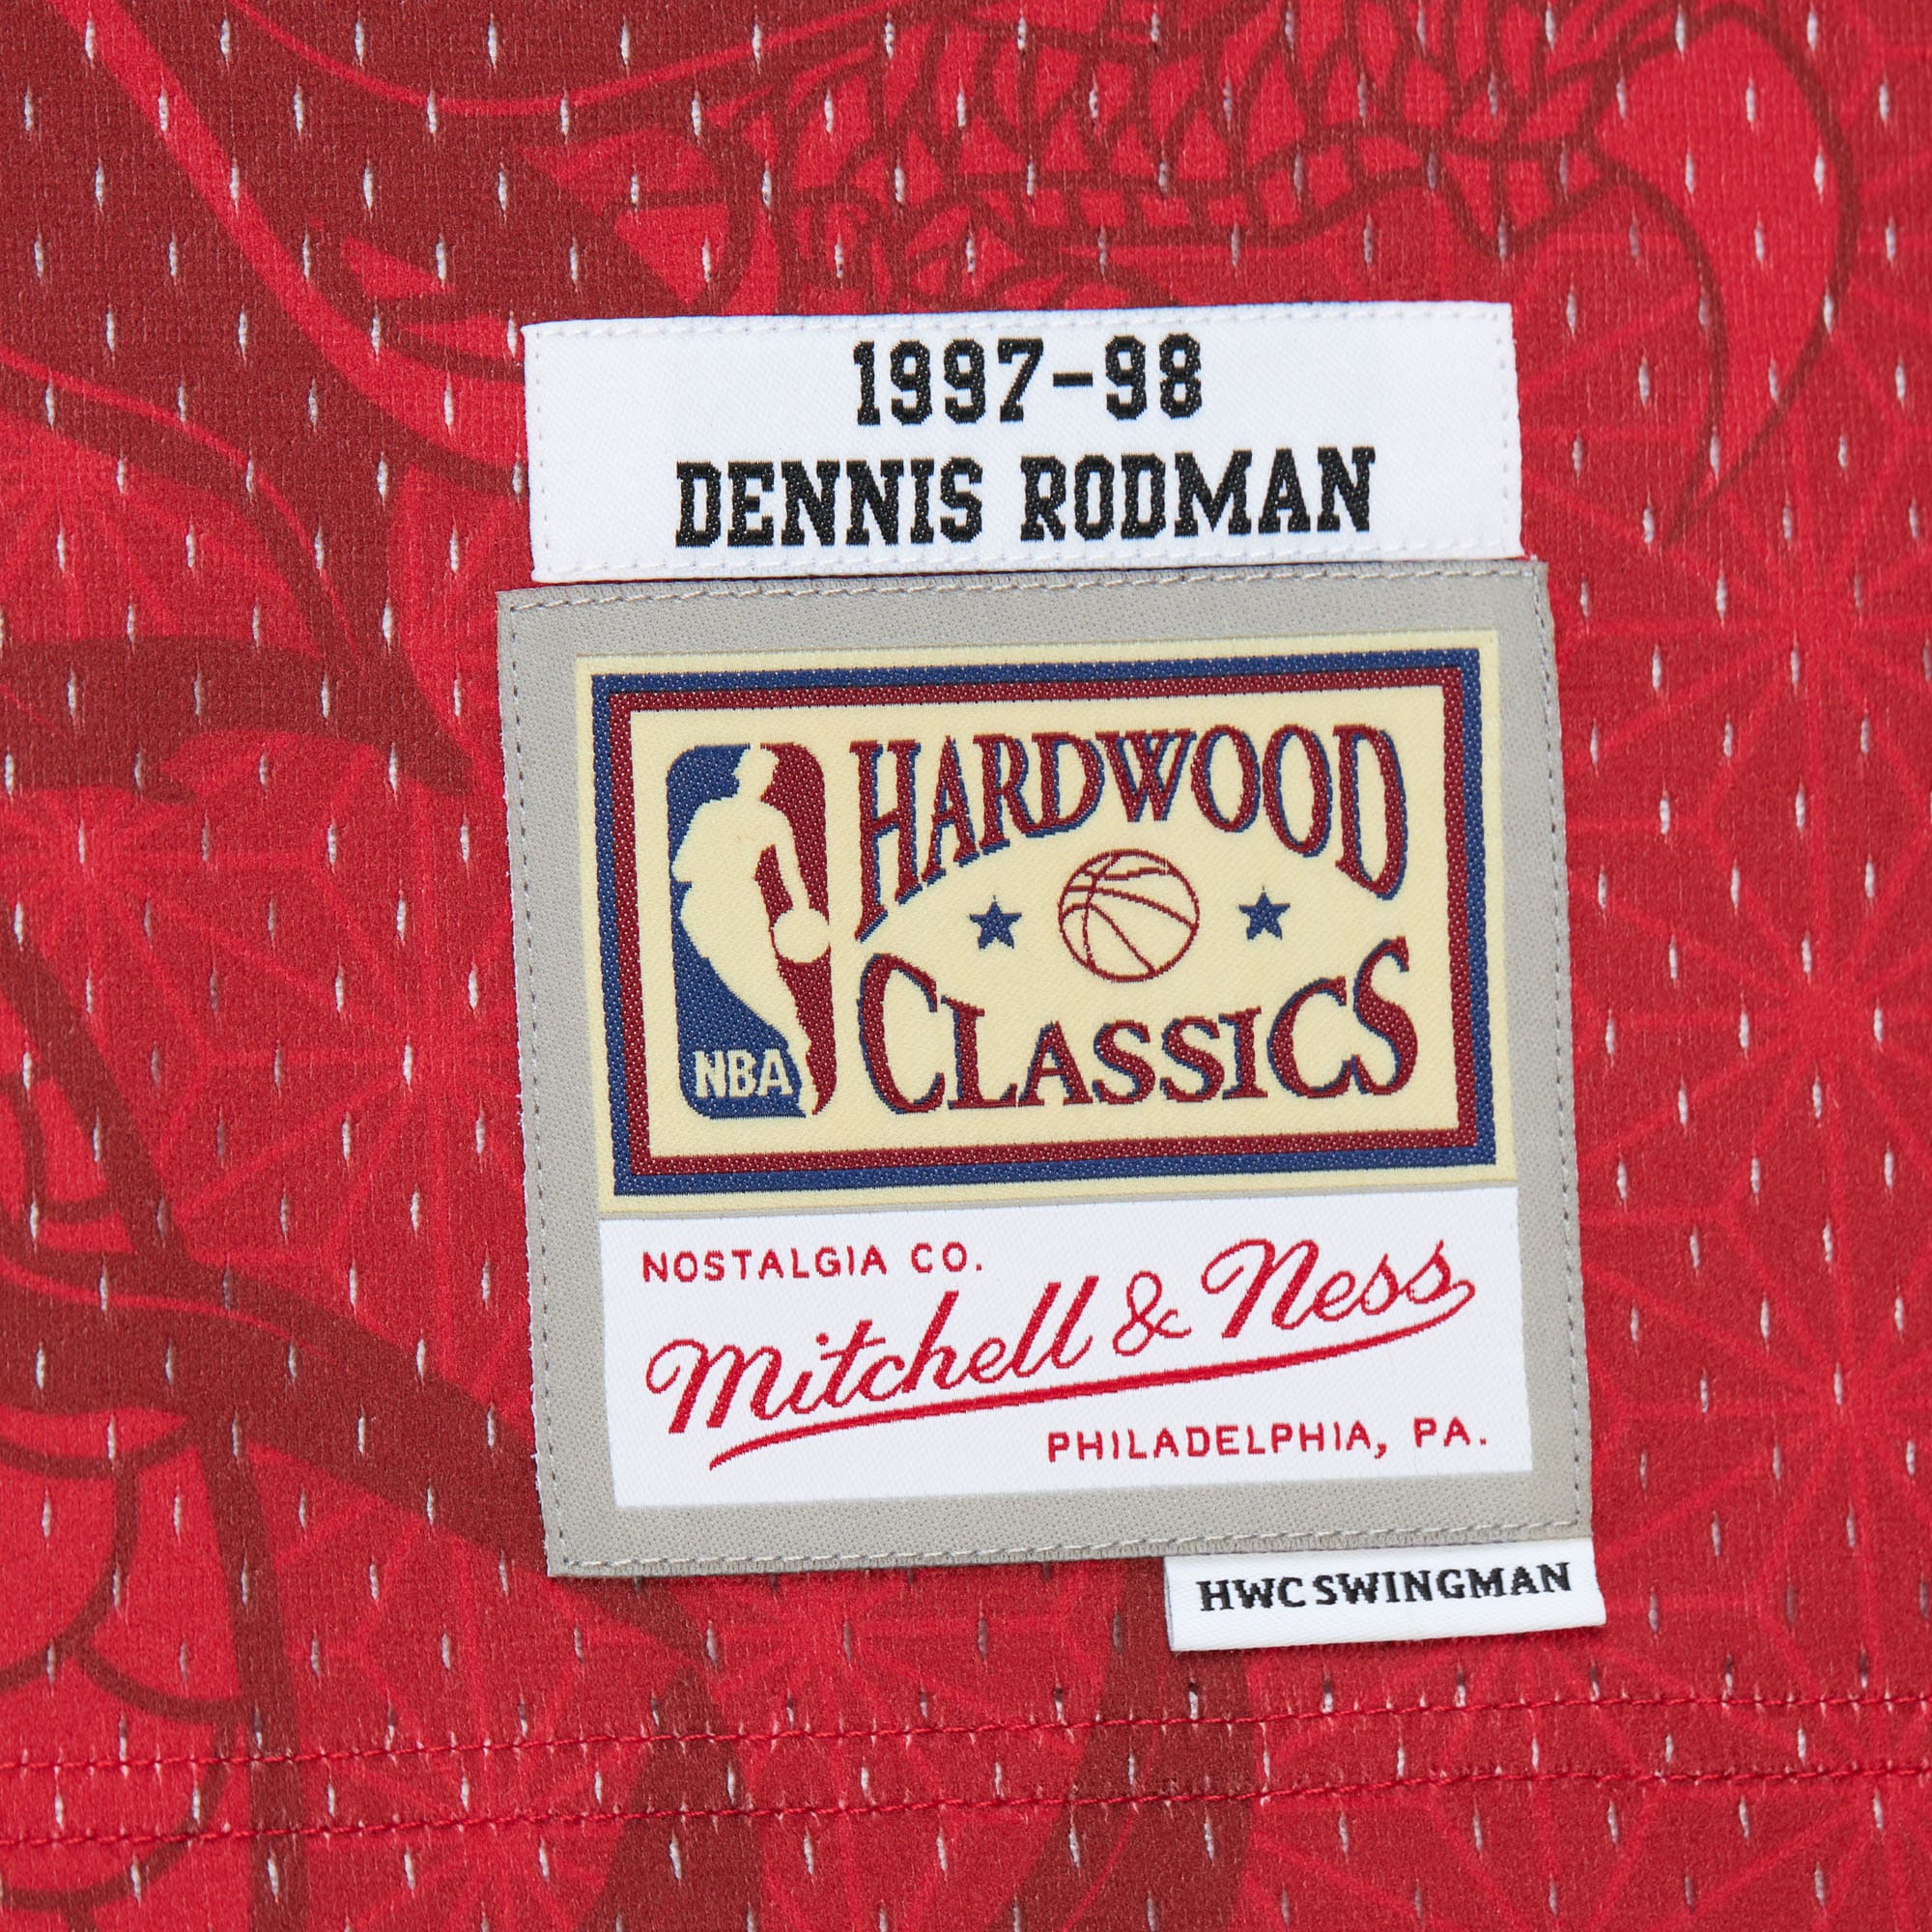 1997-98
DENNIS RODMAN
HARDWOOD
CLASSICS
NBA
NOSTALGIA CO.
Mitchell & Ness
PHILADELPHIA, PA.
HWC SWINGMAN